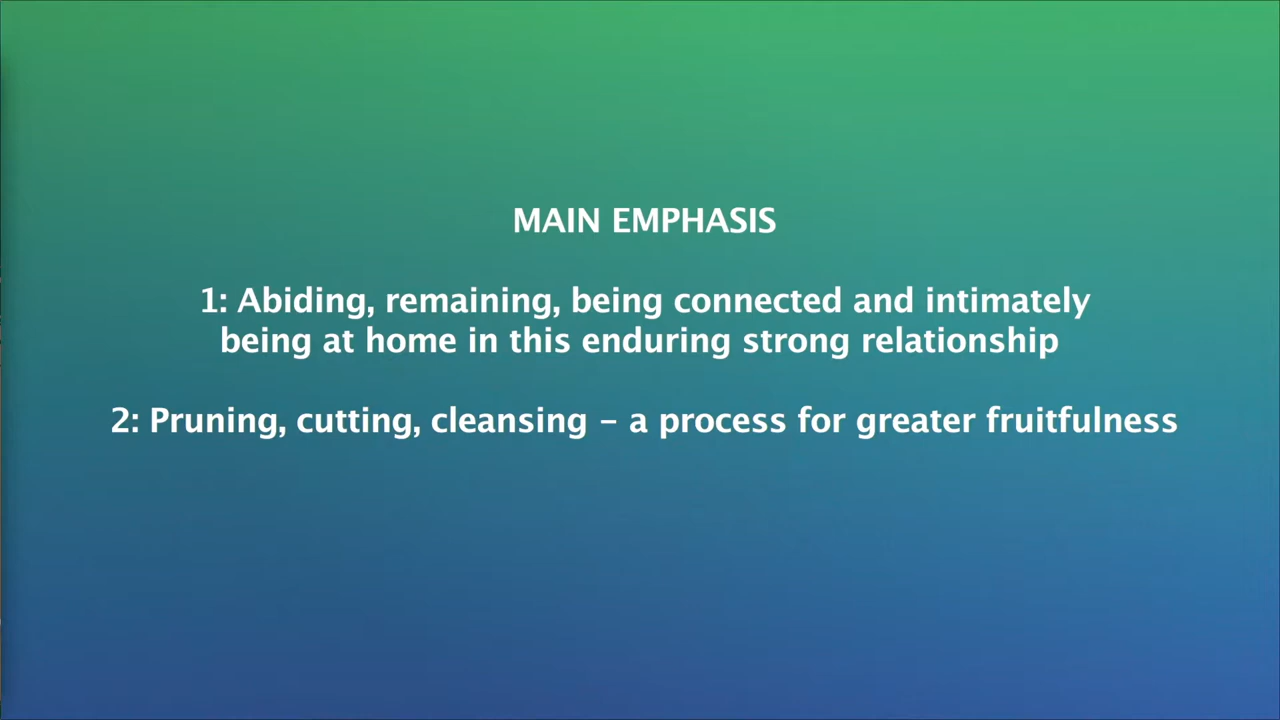 MAIN EMPHASIS
1: Abiding, remaining, being connected and intimately
being at home in this enduring strong relationship
2: Pruning, cutting, cleansing – a process for greater fruitfulness